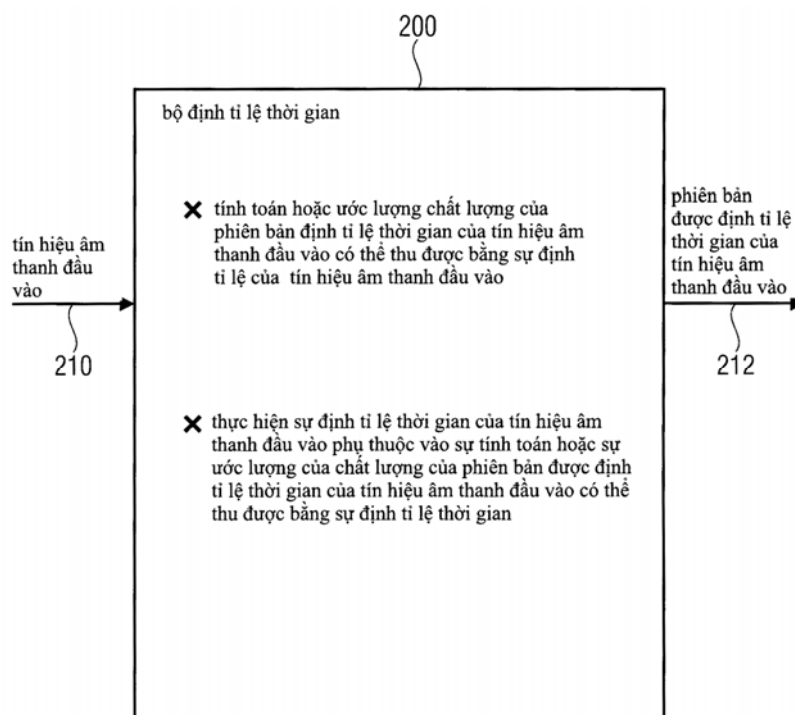 200
bộ định tỉ lệ thời gian
tín hiệu âm
thanh đầu
vào
210
✕ tính toán hoặc ước lượng chất lượng của
phiên bản định tỉ lệ thời gian của tín hiệu âm
thanh đầu vào có thể thu được bằng sự định
tỉ lệ của tín hiệu âm thanh đầu vào
✕ thực hiện sự định tỉ lệ thời gian của tín hiệu âm
thanh đầu vào phụ thuộc vào sự tính toán hoặc sự
ước lượng của chất lượng của phiên bản được định
tỉ lệ thời gian của tín hiệu âm thanh đầu vào có thể
thu được bằng sự định tỉ lệ thời gian
phiên bản
được định tỉ lệ
thời gian của
tín hiệu âm
thanh đầu vào
212